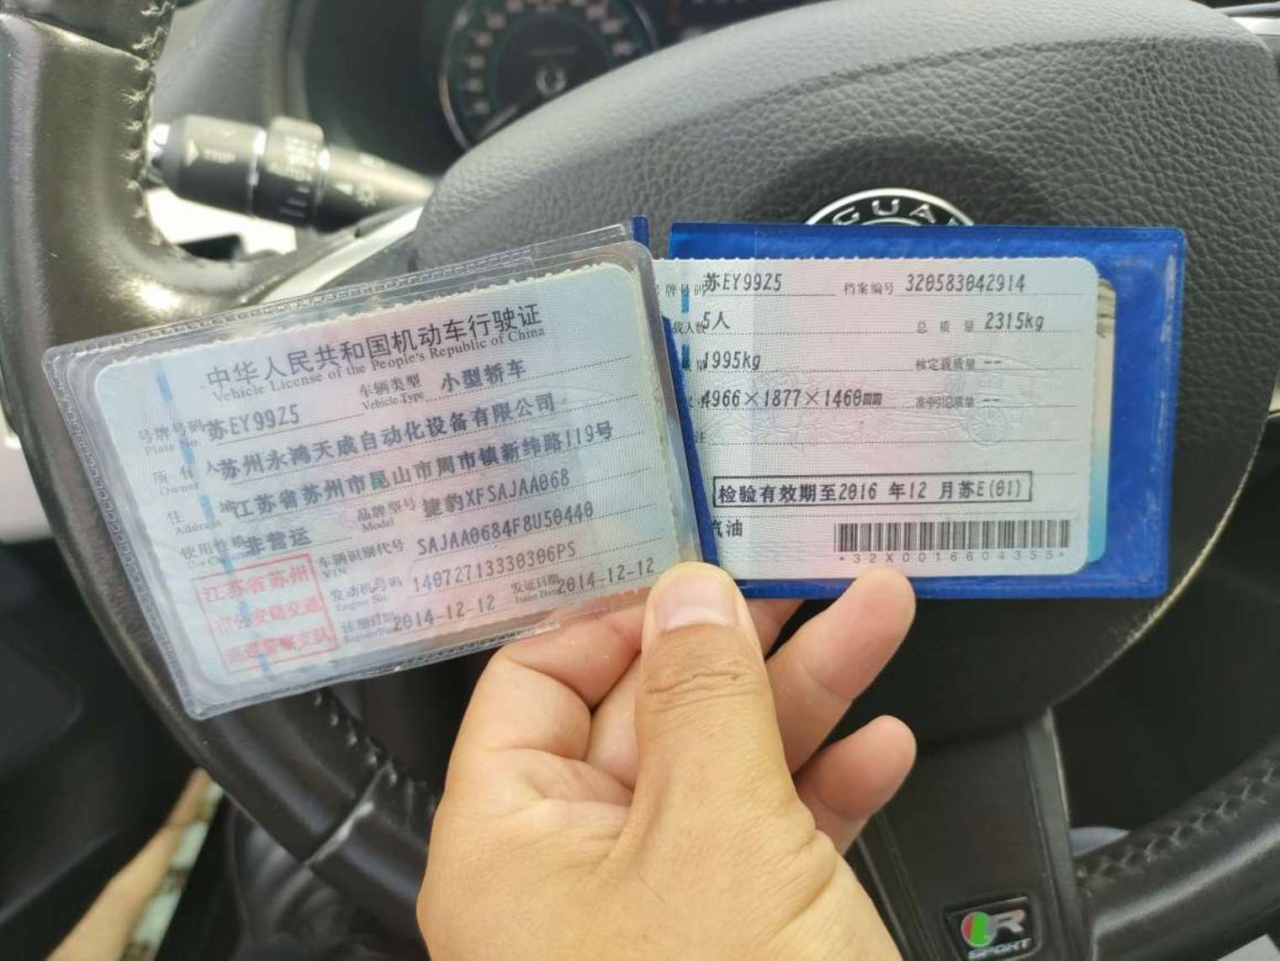 GUA
中华人民共和国机动车行驶证
Vehicle License of the People's Republic of China
号牌号码 苏EY99Z5 车辆类型 小型轿车
Plate No. Vehicle Type
所有人 苏州永鸿天成自动化设备有限公司
Owner
住 江苏省苏州市昆山市周市镇新纬路119号
Address
使用性质 非营运 品牌型号 捷豹XFSAJAA068
Use Model
江苏省苏州
市公安局交通
巡逻警察支队
车辆识别代号 SAJAA0684F8U50440
VIN
发动机号码 14072713330306PS
Engine No.
注册日期 2014-12-12 发证日期 2014-12-12
号牌号码 苏EY99Z5 档案编号 320583042914
载人数 5人 总质量 2315kg
1995kg 核定载质量 --
4966×1877×1460mm 准牵引总质量 --
检验有效期至2016 年12 月苏E(01)
汽油
*32X0016604355*
R
SPORT